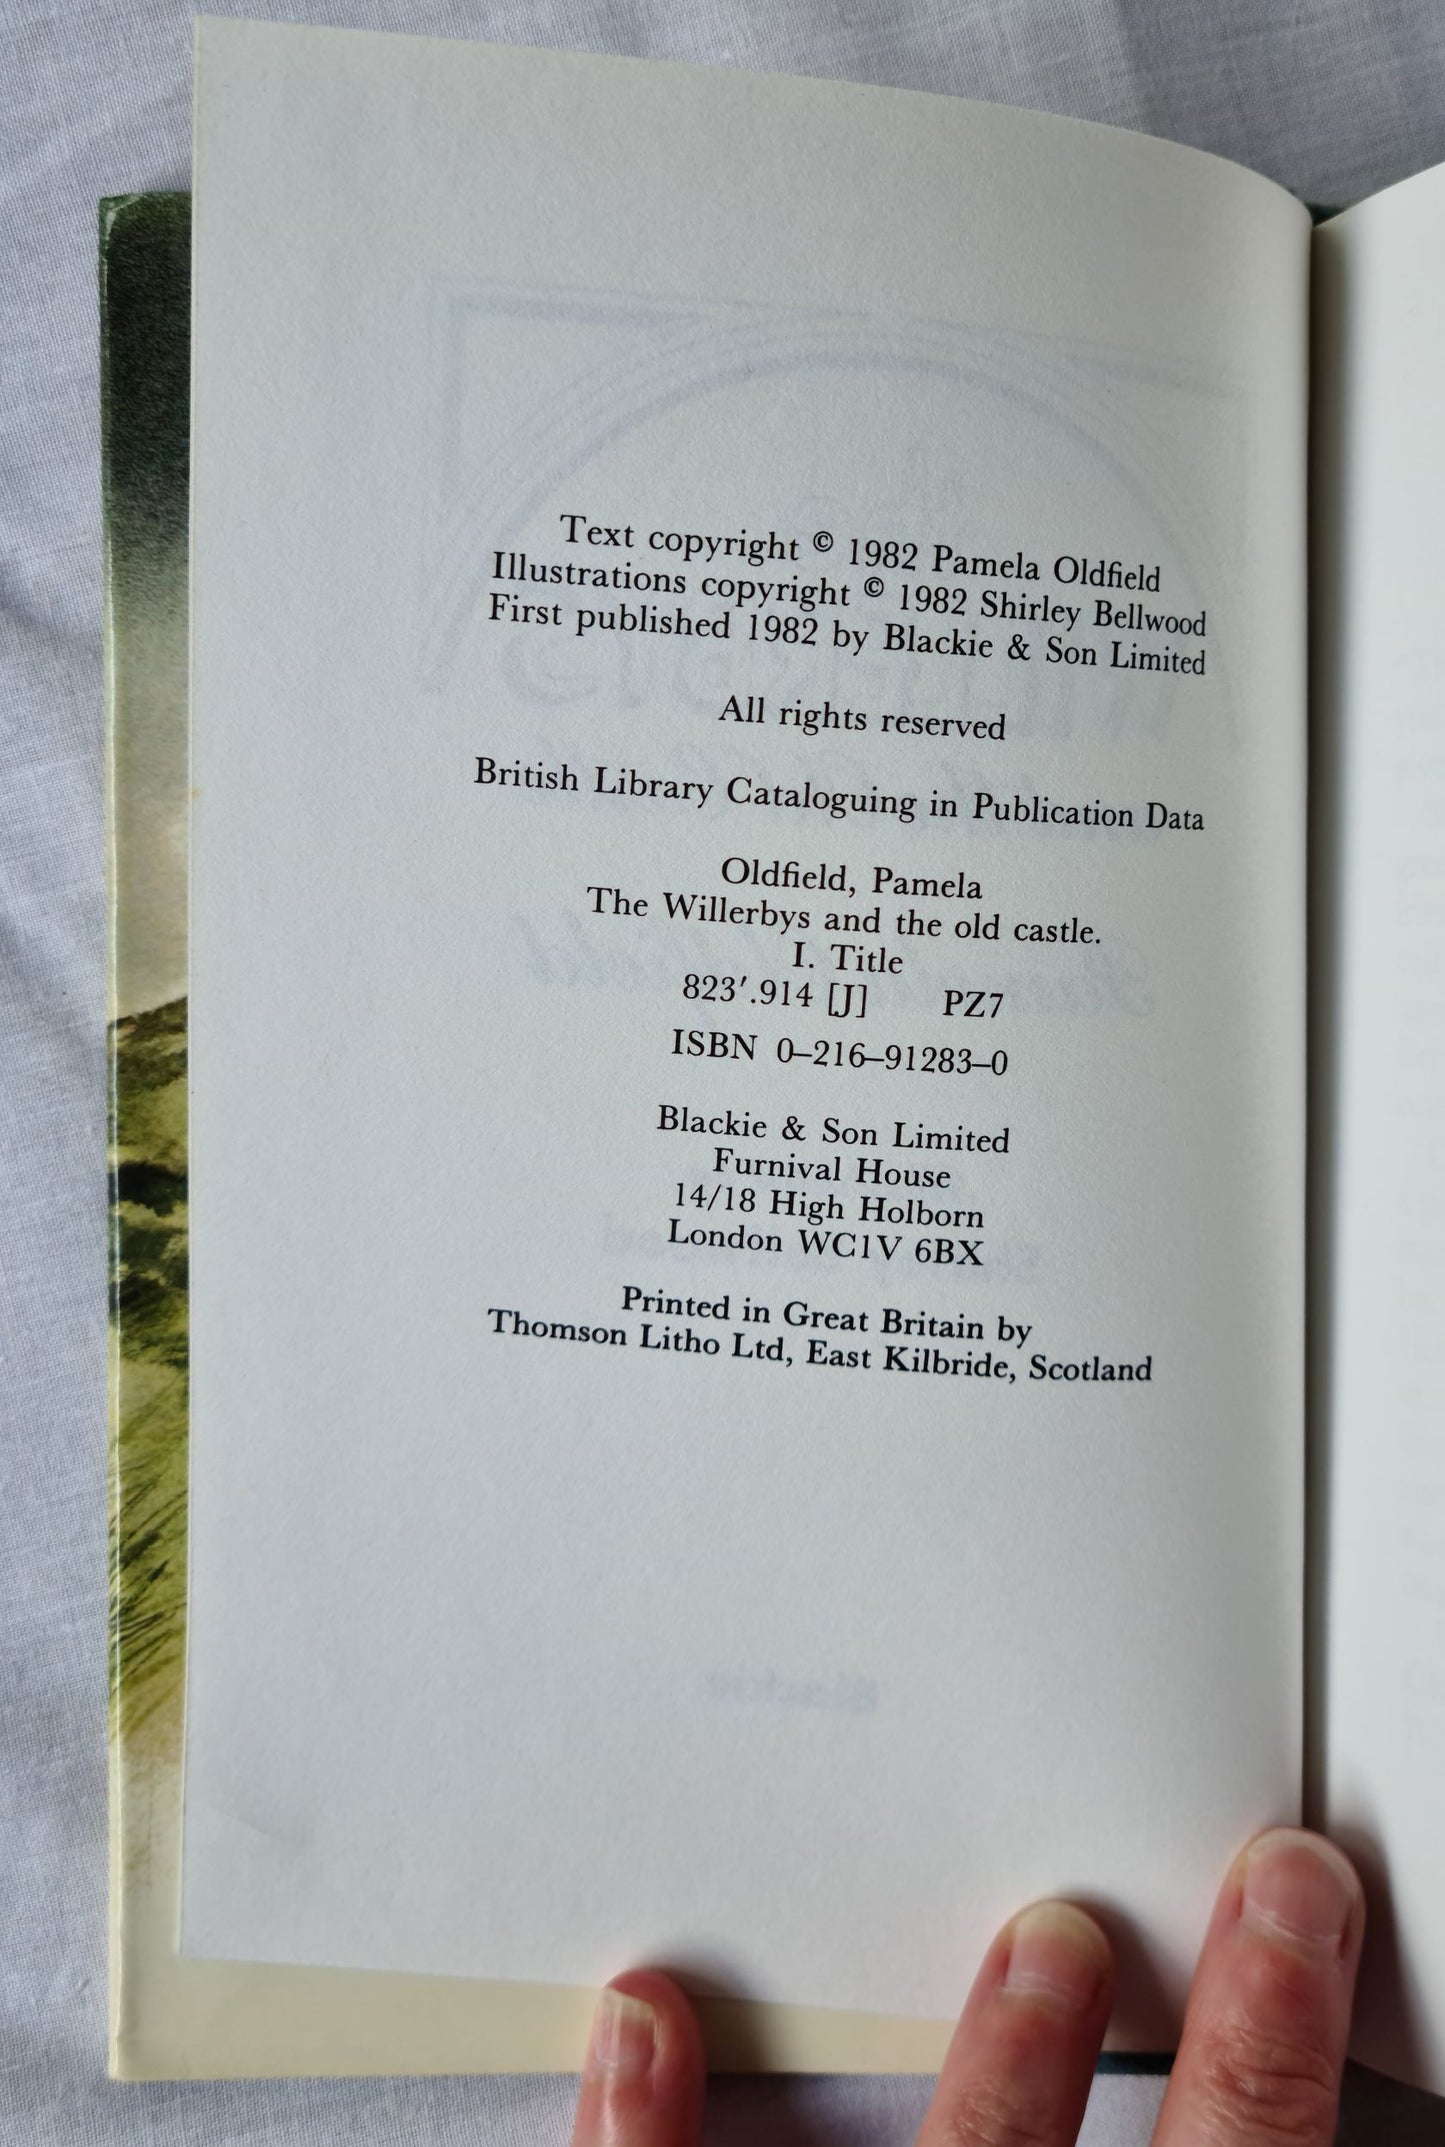 Text copyright © 1982 Pamela Oldfield
Illustrations copyright © 1982 Shirley Bellwood
First published 1982 by Blackie & Son Limited
All rights reserved
British Library Cataloguing in Publication Data
Oldfield, Pamela
The Willerbys and the old castle.
I. Title
823′.914 [J] PZ7
ISBN 0–216–91283–0
Blackie & Son Limited
Furnival House
14/18 High Holborn
London WC1V 6BX
Printed in Great Britain by
Thomson Litho Ltd, East Kilbride, Scotland